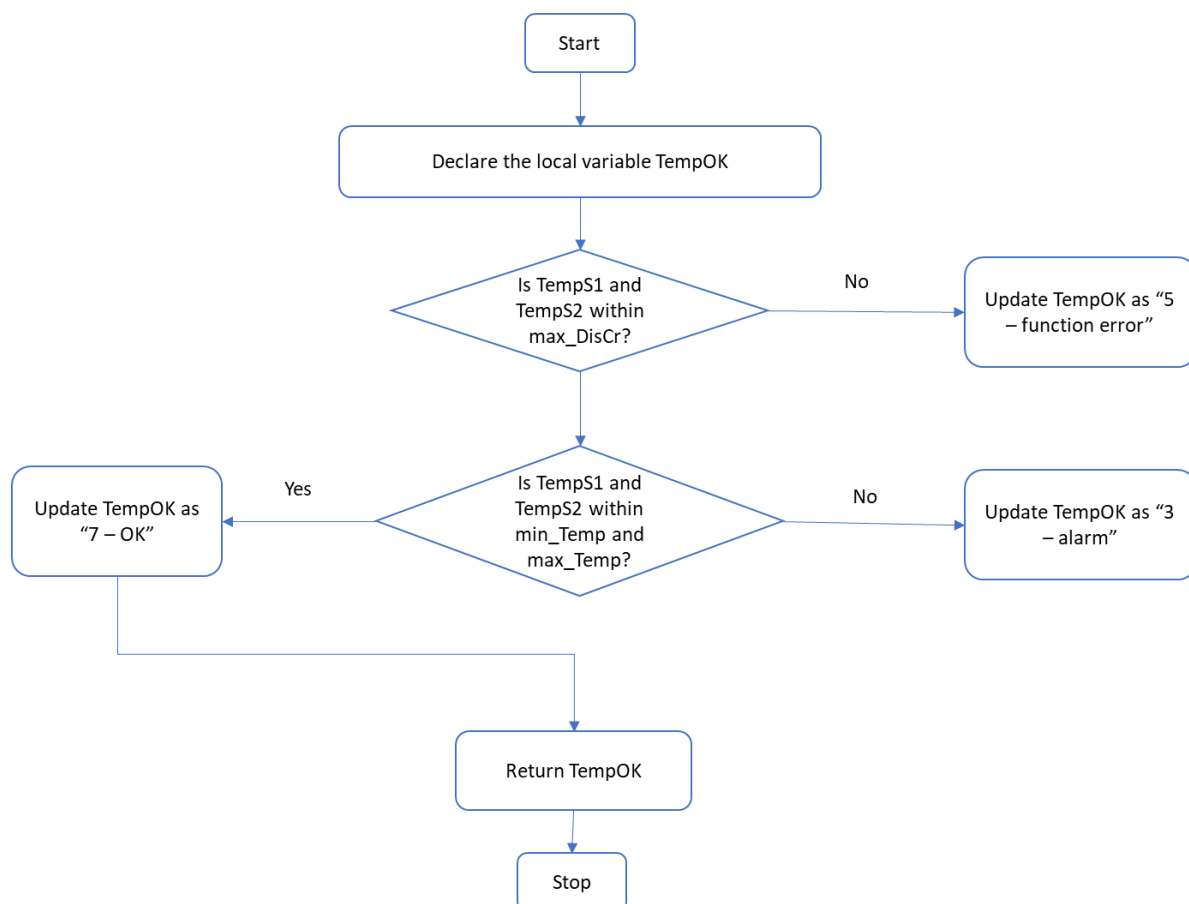 Start
Declare the local variable TempOK
Is TempS1 and
TempS2 within
max_DisCr?
No
Update TempOK as “5
– function error”
Is TempS1 and
TempS2 within
min_Temp and
max_Temp?
Yes
Update TempOK as
“7 – OK”
No
Update TempOK as “3
– alarm”
Return TempOK
Stop